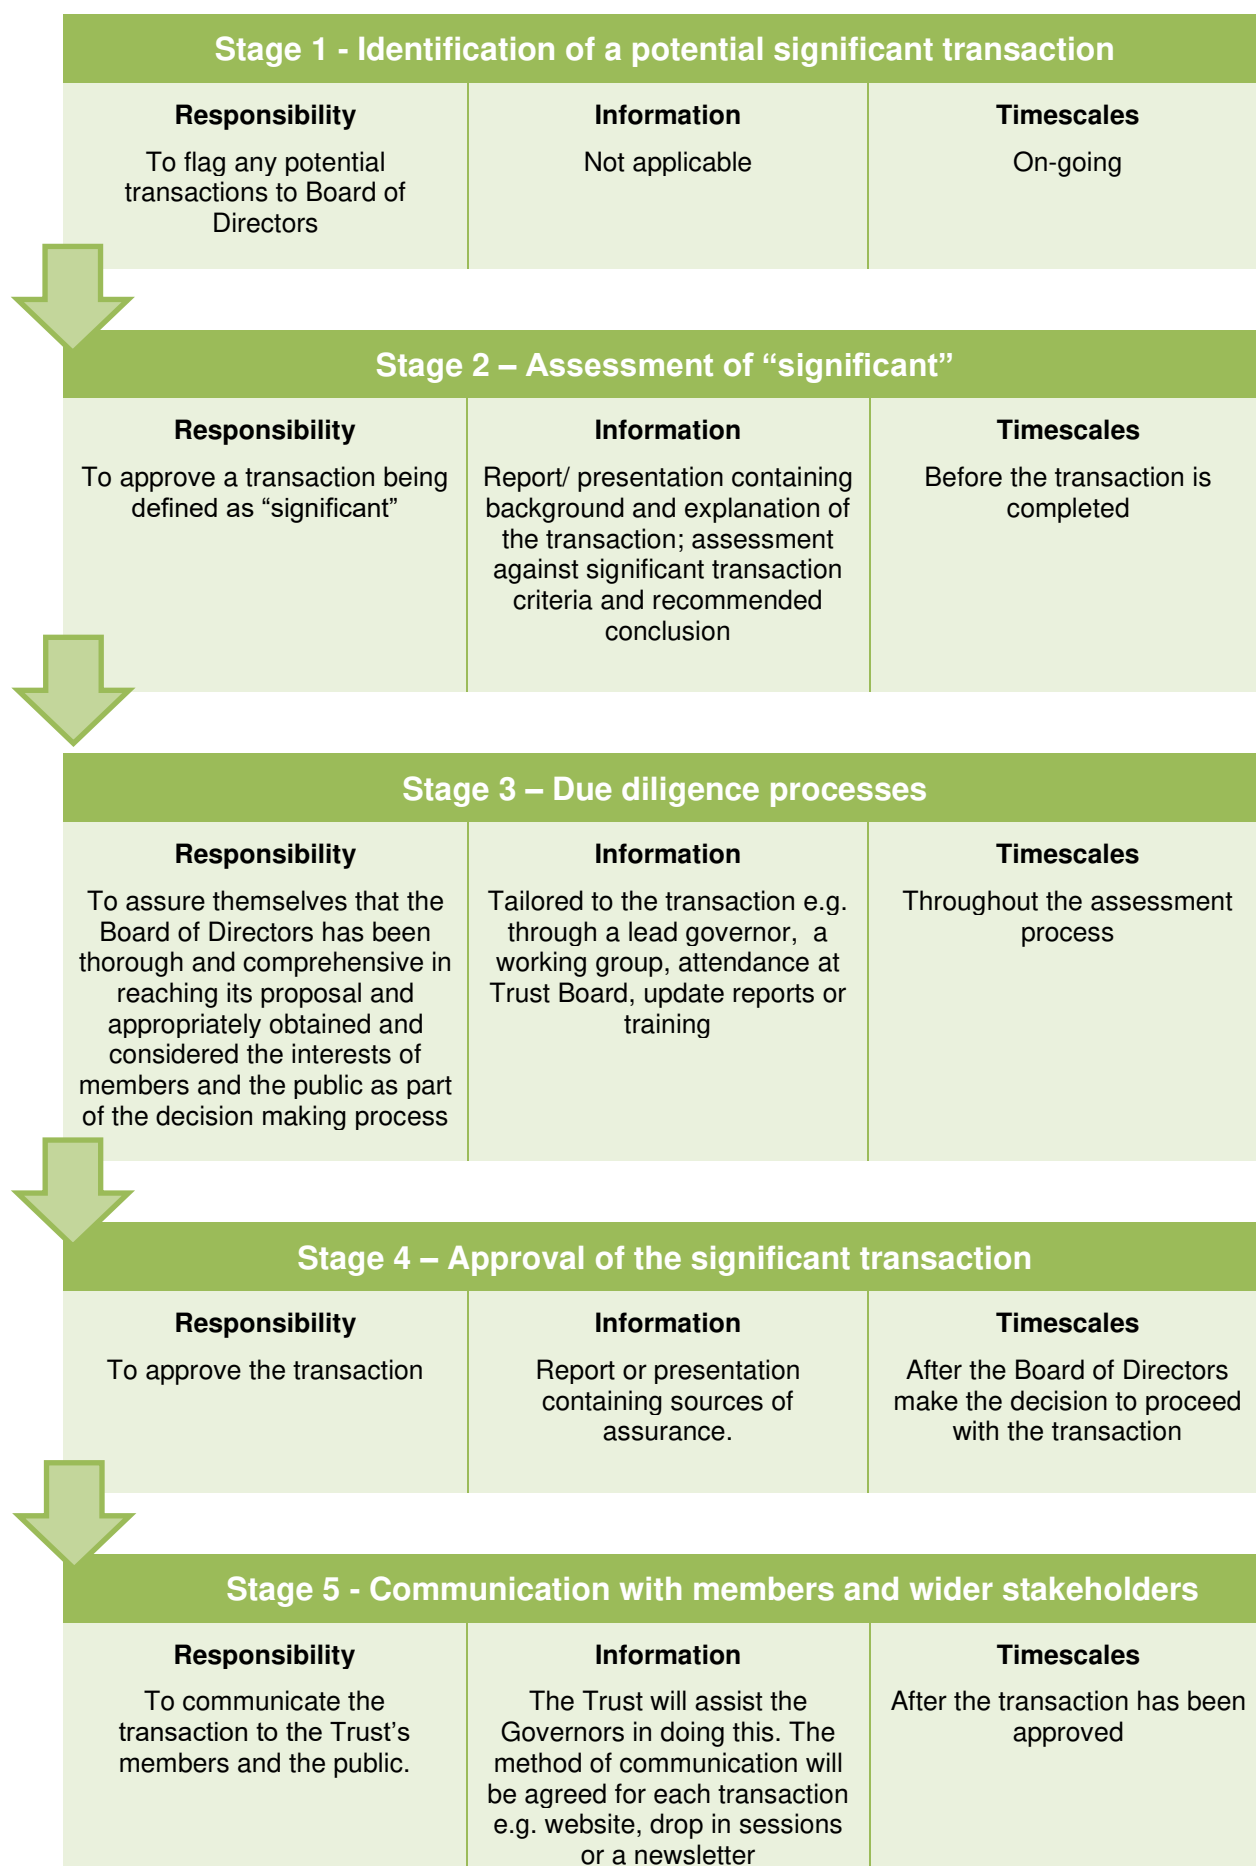 Stage 1 - Identification of a potential significant transaction
Responsibility
To flag any potential
transactions to Board of
Directors
Information
Not applicable
Timescales
On-going
Stage 2 – Assessment of “significant”
Responsibility
To approve a transaction being
defined as “significant”
Information
Report/ presentation containing
background and explanation of
the transaction; assessment
against significant transaction
criteria and recommended
conclusion
Timescales
Before the transaction is
completed
Stage 3 – Due diligence processes
Responsibility
To assure themselves that the
Board of Directors has been
thorough and comprehensive in
reaching its proposal and
appropriately obtained and
considered the interests of
members and the public as part
of the decision making process
Information
Tailored to the transaction e.g.
through a lead governor, a
working group, attendance at
Trust Board, update reports or
training
Timescales
Throughout the assessment
process
Stage 4 – Approval of the significant transaction
Responsibility
To approve the transaction
Information
Report or presentation
containing sources of
assurance.
Timescales
After the Board of Directors
make the decision to proceed
with the transaction
Stage 5 - Communication with members and wider stakeholders
Responsibility
To communicate the
transaction to the Trust’s
members and the public.
Information
The Trust will assist the
Governors in doing this. The
method of communication will
be agreed for each transaction
e.g. website, drop in sessions
or a newsletter
Timescales
After the transaction has been
approved